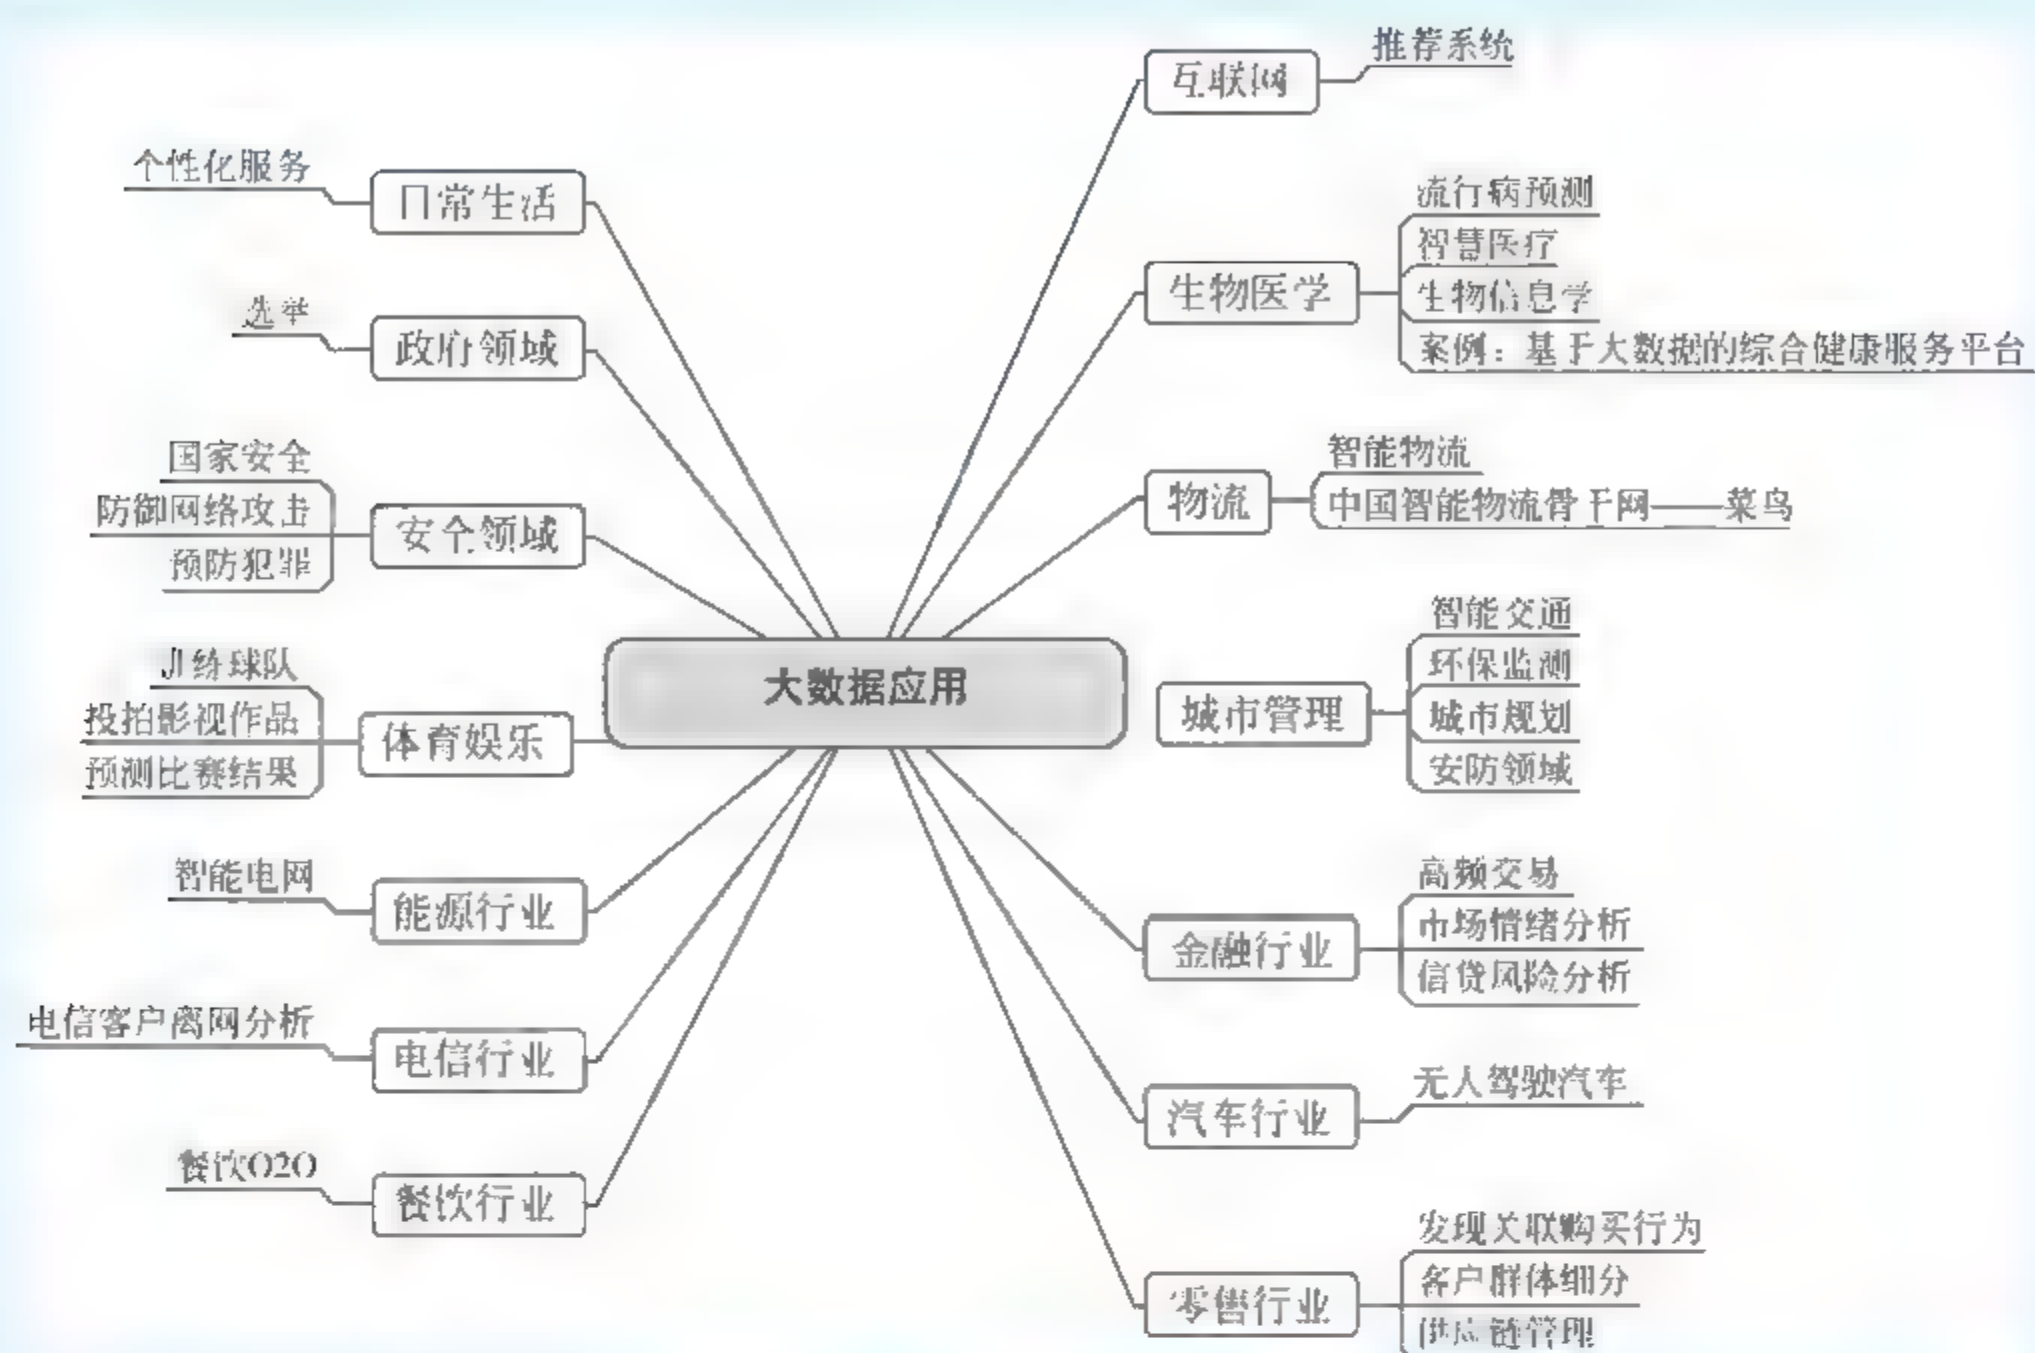 大数据应用
互联网
推荐系统
生物医学
流行病预测
智慧医疗
生物信息学
案例：基于大数据的综合健康服务平台
物流
智能物流
中国智能物流骨干网——菜鸟
城市管理
智能交通
环保监测
城市规划
安防领域
金融行业
高频交易
市场情绪分析
信贷风险分析
汽车行业
无人驾驶汽车
零售行业
发现关联购买行为
客户群体细分
供应链管理
日常生活
个性化服务
政府领域
选举
安全领域
国家安全
防御网络攻击
预防犯罪
体育娱乐
训练球队
投拍影视作品
预测比赛结果
能源行业
智能电网
电信行业
电信客户离网分析
餐饮行业
餐饮O2O